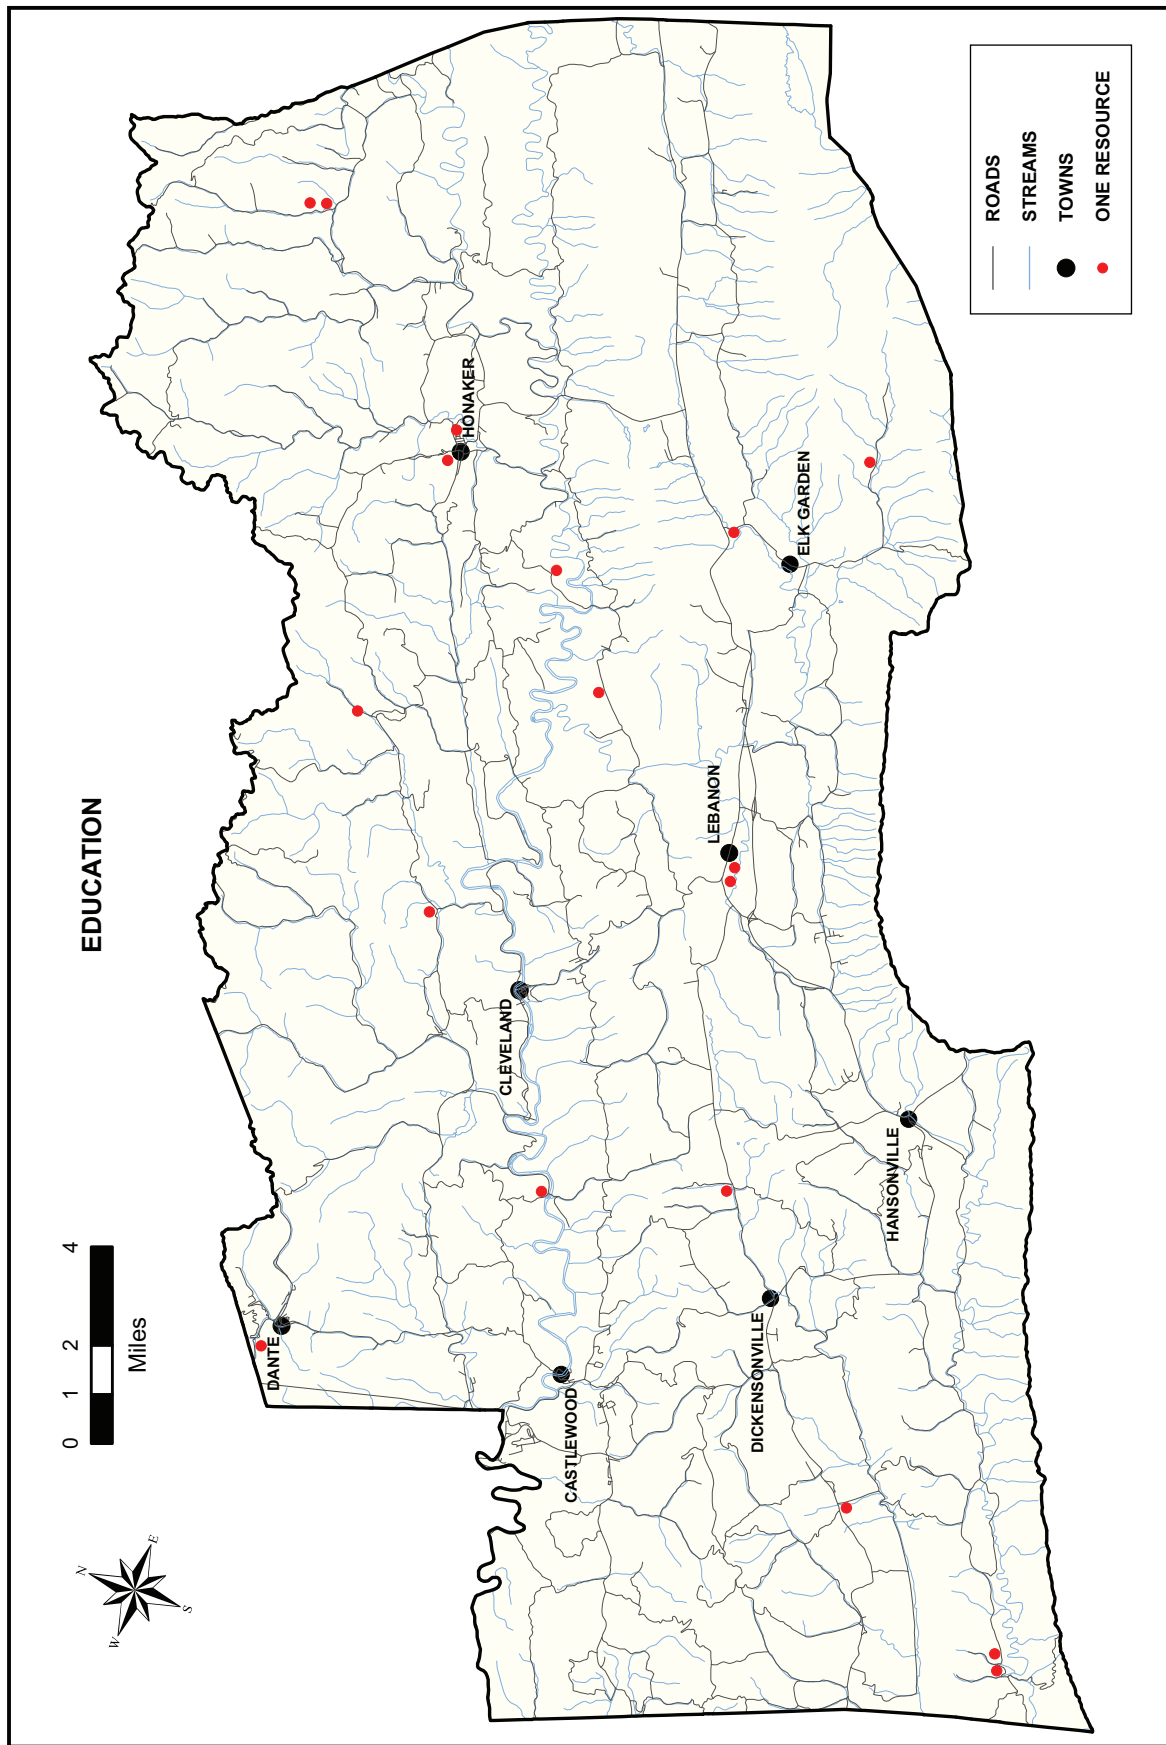 EDUCATION
0 1 2 4
Miles
N
E
S
W
DANTE
HONAKER
CLEVELAND
CASTLEWOOD
LEBANON
ELK GARDEN
DICKENSONVILLE
HANSONVILLE
ROADS
STREAMS
TOWNS
ONE RESOURCE